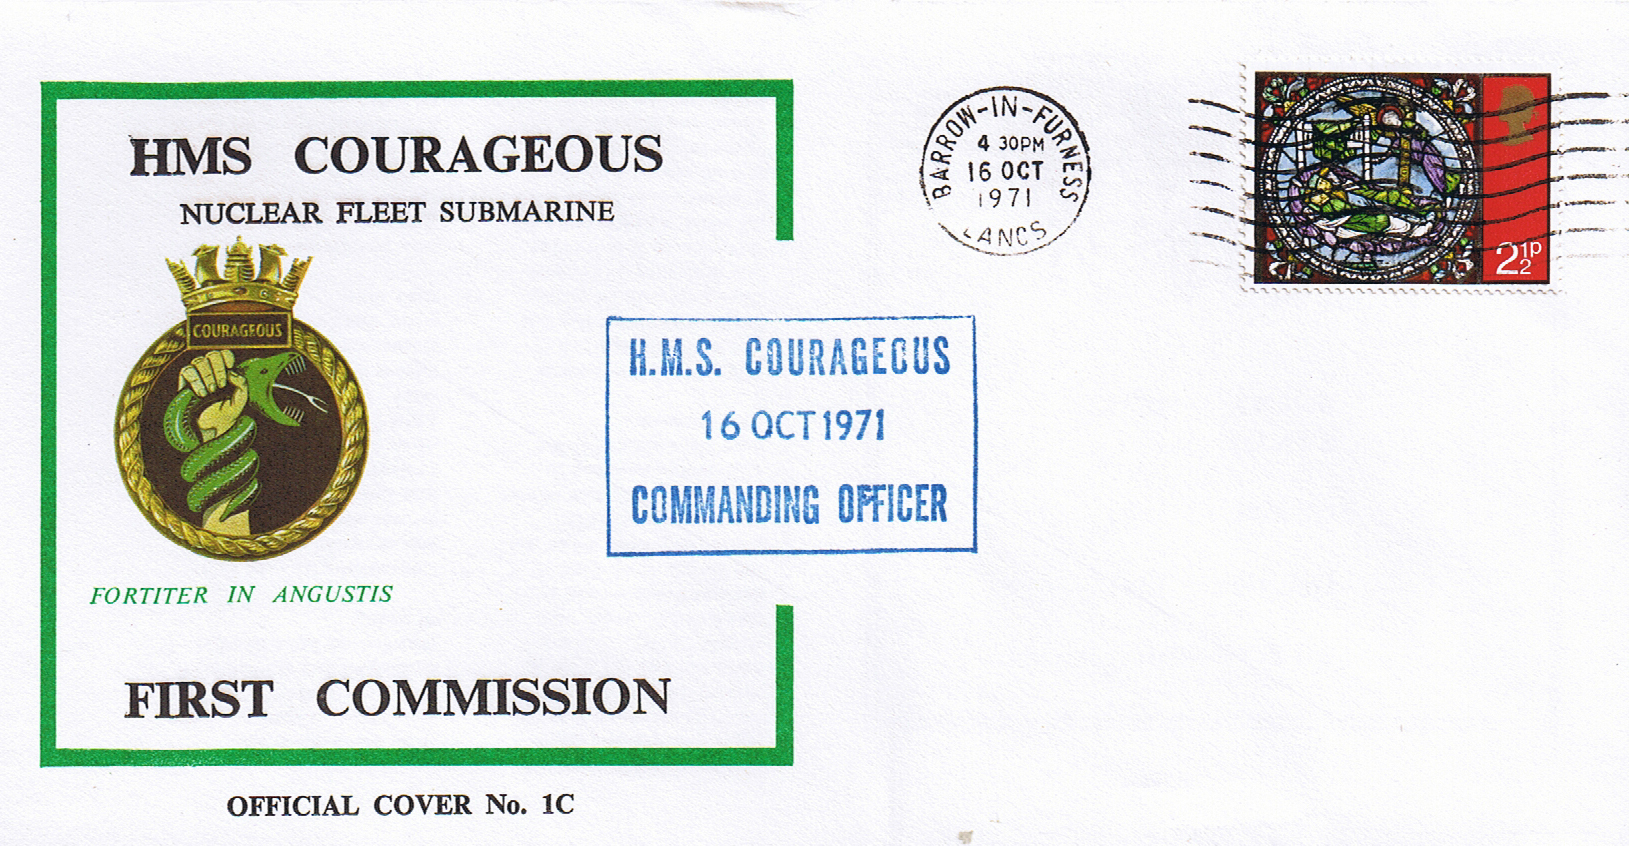 HMS COURAGEOUS
NUCLEAR FLEET SUBMARINE
COURAGEOUS
FORTITER IN ANGUSTIS
FIRST COMMISSION
OFFICIAL COVER No. 1C
H.M.S. COURAGEOUS
16 OCT 1971
COMMANDING OFFICER
BARROW-IN-FURNESS
4 30PM
16 OCT
1971
LANCS
2½p